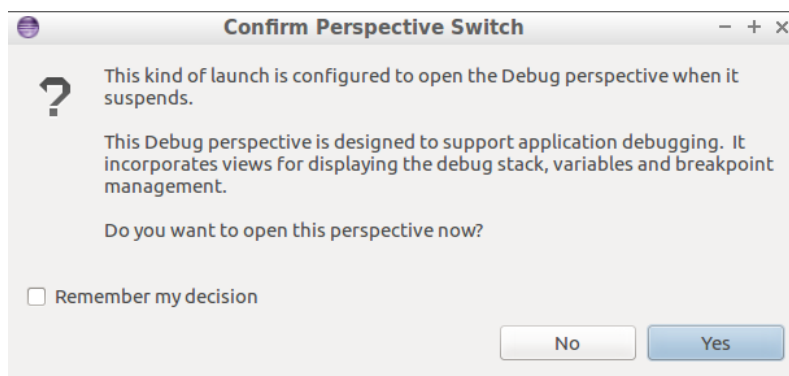 Confirm Perspective Switch
This kind of launch is configured to open the Debug perspective when it
suspends.
This Debug perspective is designed to support application debugging.  It
incorporates views for displaying the debug stack, variables and breakpoint
management.
Do you want to open this perspective now?
Remember my decision
No Yes